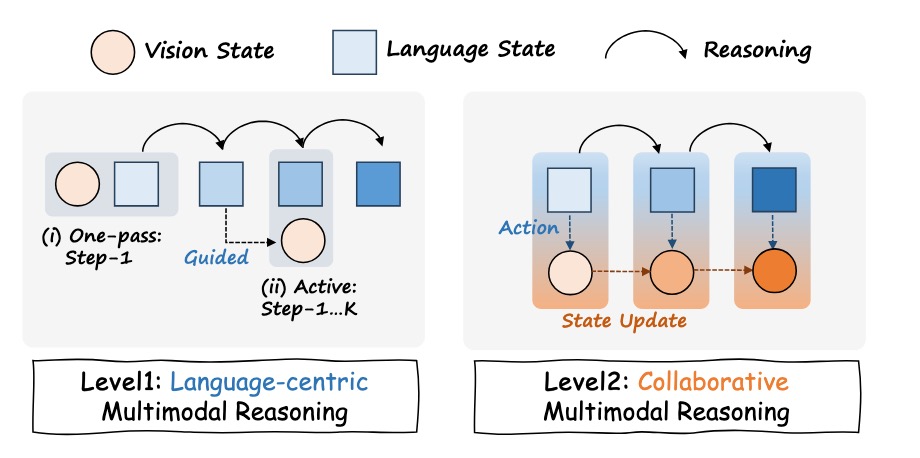 Vision State
Language State
Reasoning
(i) One-pass:
Step-1
Guided
(ii) Active:
Step-1...K
Level1: Language-centric
Multimodal Reasoning
Action
State Update
Level2: Collaborative
Multimodal Reasoning